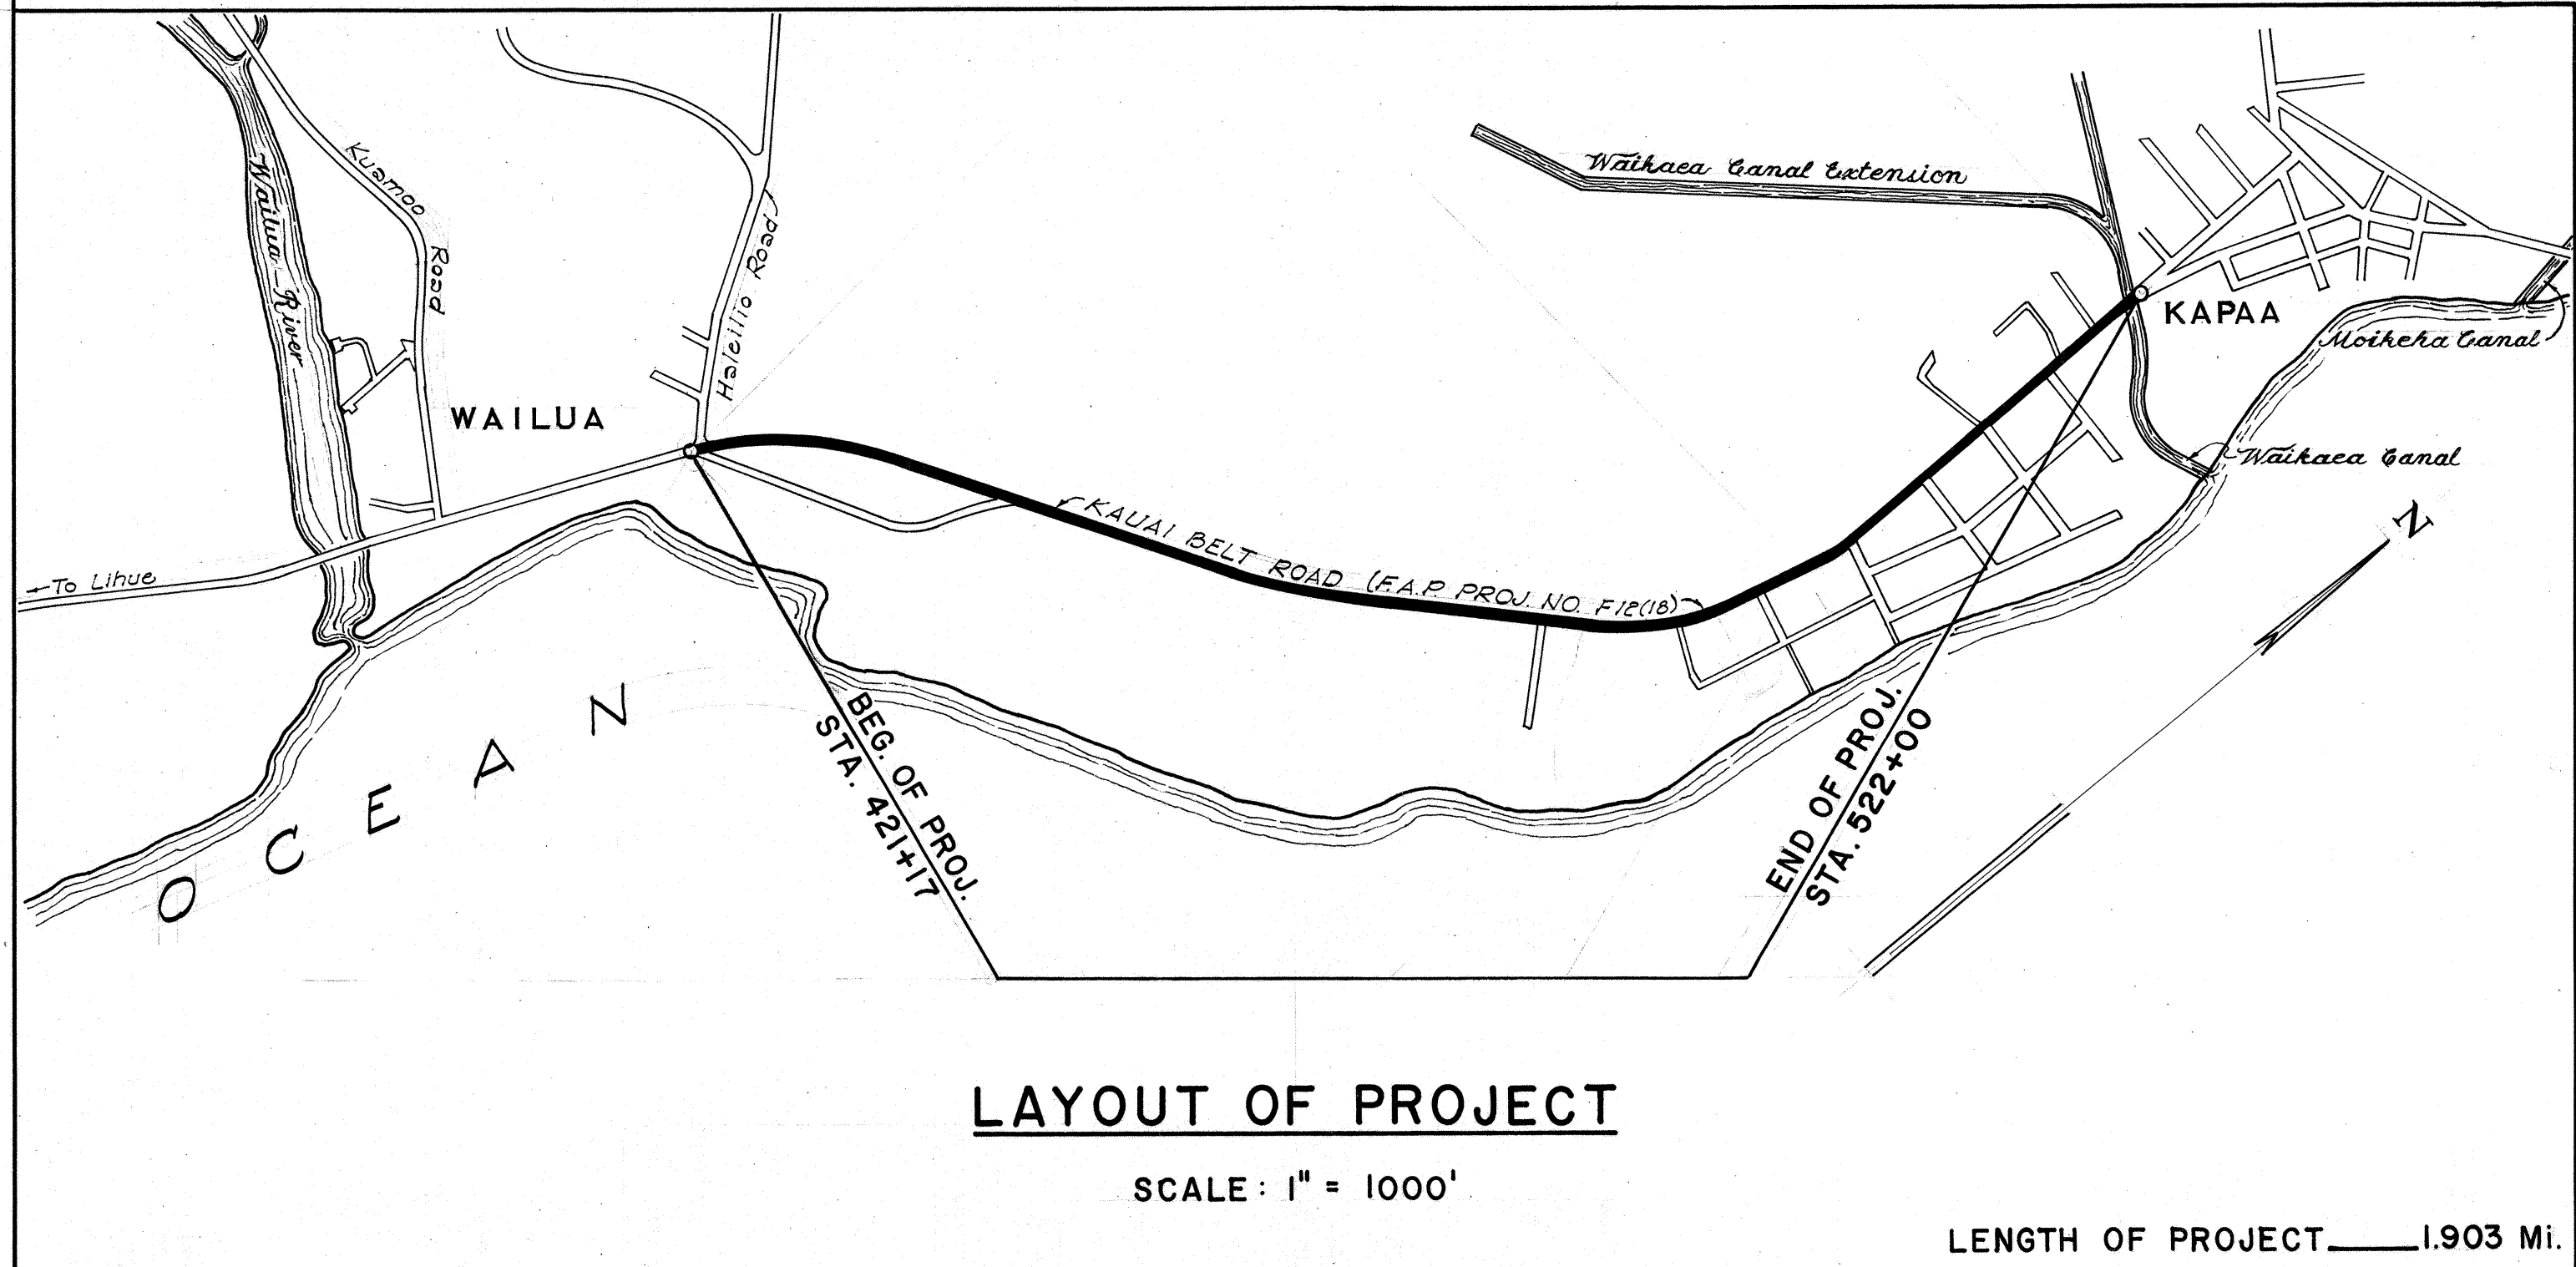 Wailua River
Kuamoo Road
Haleilio Road
WAILUA
← To Lihue
OCEAN
KAUAI BELT ROAD (F.A.P. PROJ. NO. F12(18)
BEG. OF PROJ.
STA. 421+17
END OF PROJ.
STA. 522+00
Waikaea Canal Extension
KAPAA
Moikeha Canal
Waikaea Canal
N
LAYOUT OF PROJECT
SCALE: 1" = 1000'
LENGTH OF PROJECT____1.903 Mi.